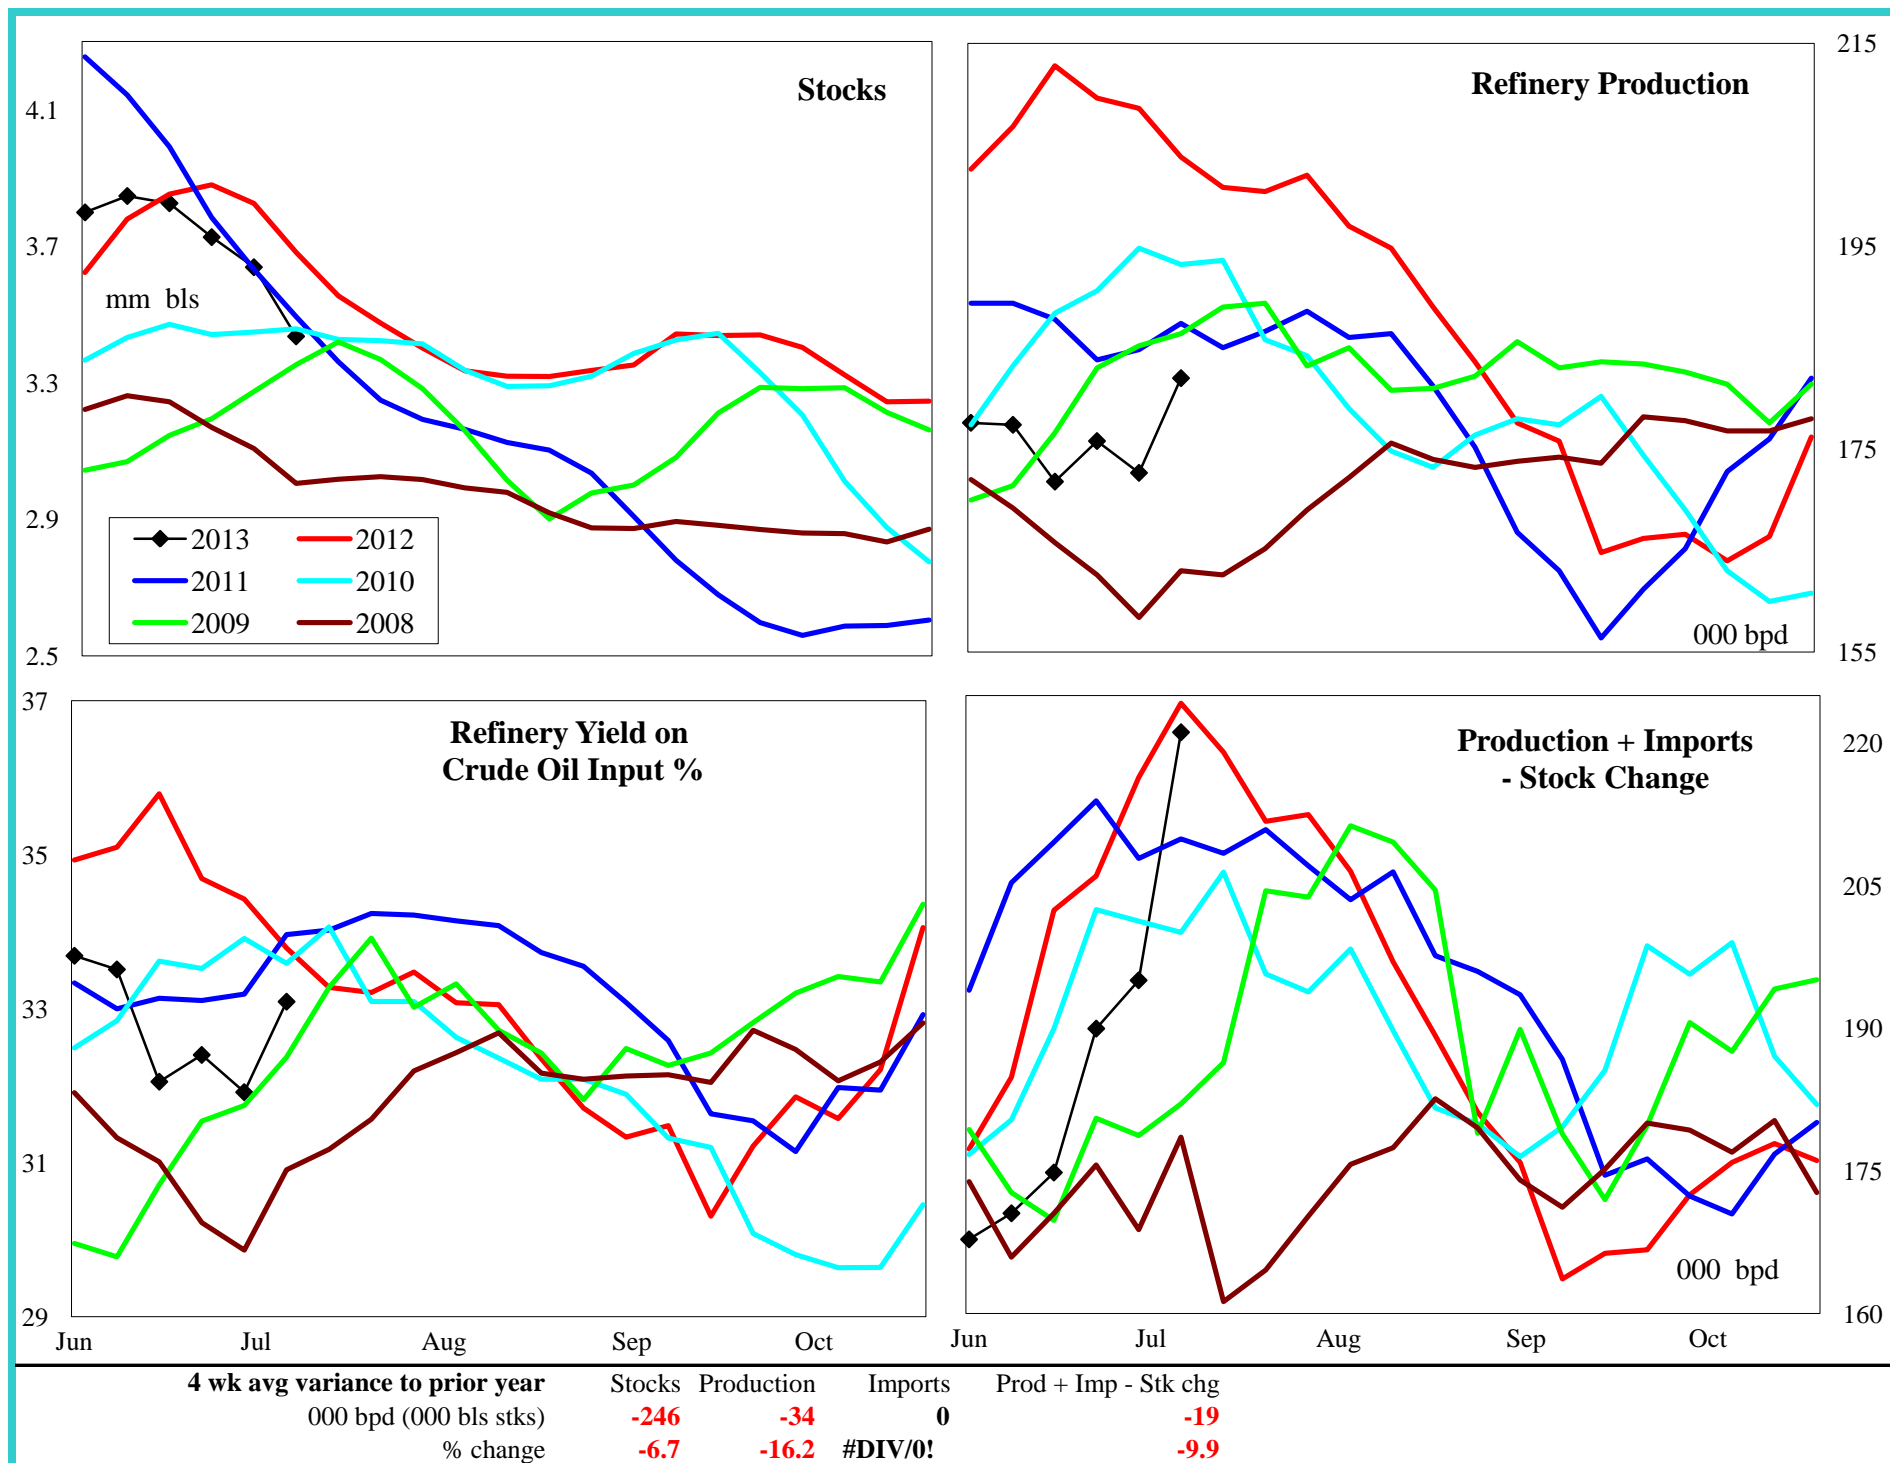 Stocks
4.1
3.7
3.3
2.9
2.5
mm bls
2013 2012
2011 2010
2009 2008
Refinery Production
215
195
175
155
000 bpd
Refinery Yield on
Crude Oil Input %
37
35
33
31
29
Jun Jul Aug Sep Oct
Production + Imports
- Stock Change
220
205
190
175
160
000 bpd
Jun Jul Aug Sep Oct
4 wk avg variance to prior year Stocks Production Imports Prod + Imp - Stk chg
000 bpd (000 bls stks) -246 -34 0 -19
% change -6.7 -16.2 #DIV/0! -9.9